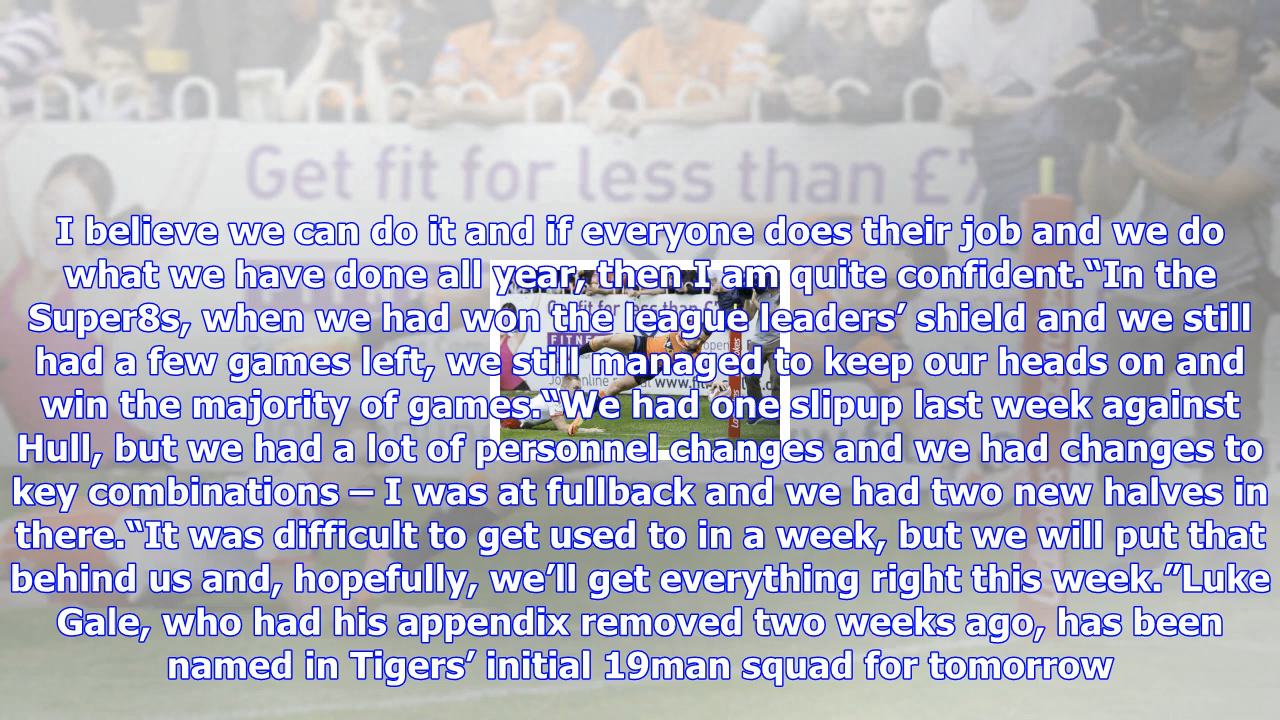 Get fit for less than £7
I believe we can do it and if everyone does their job and we do
what we have done all year, then I am quite confident.“In the
Super8s, when we had won the league leaders’ shield and we still
had a few games left, we still managed to keep our heads on and
win the majority of games.“We had one slipup last week against
Hull, but we had a lot of personnel changes and we had changes to
key combinations – I was at fullback and we had two new halves in
there.“It was difficult to get used to in a week, but we will put that
behind us and, hopefully, we’ll get everything right this week.”Luke
Gale, who had his appendix removed two weeks ago, has been
named in Tigers’ initial 19man squad for tomorrow
Get fit for less than £7